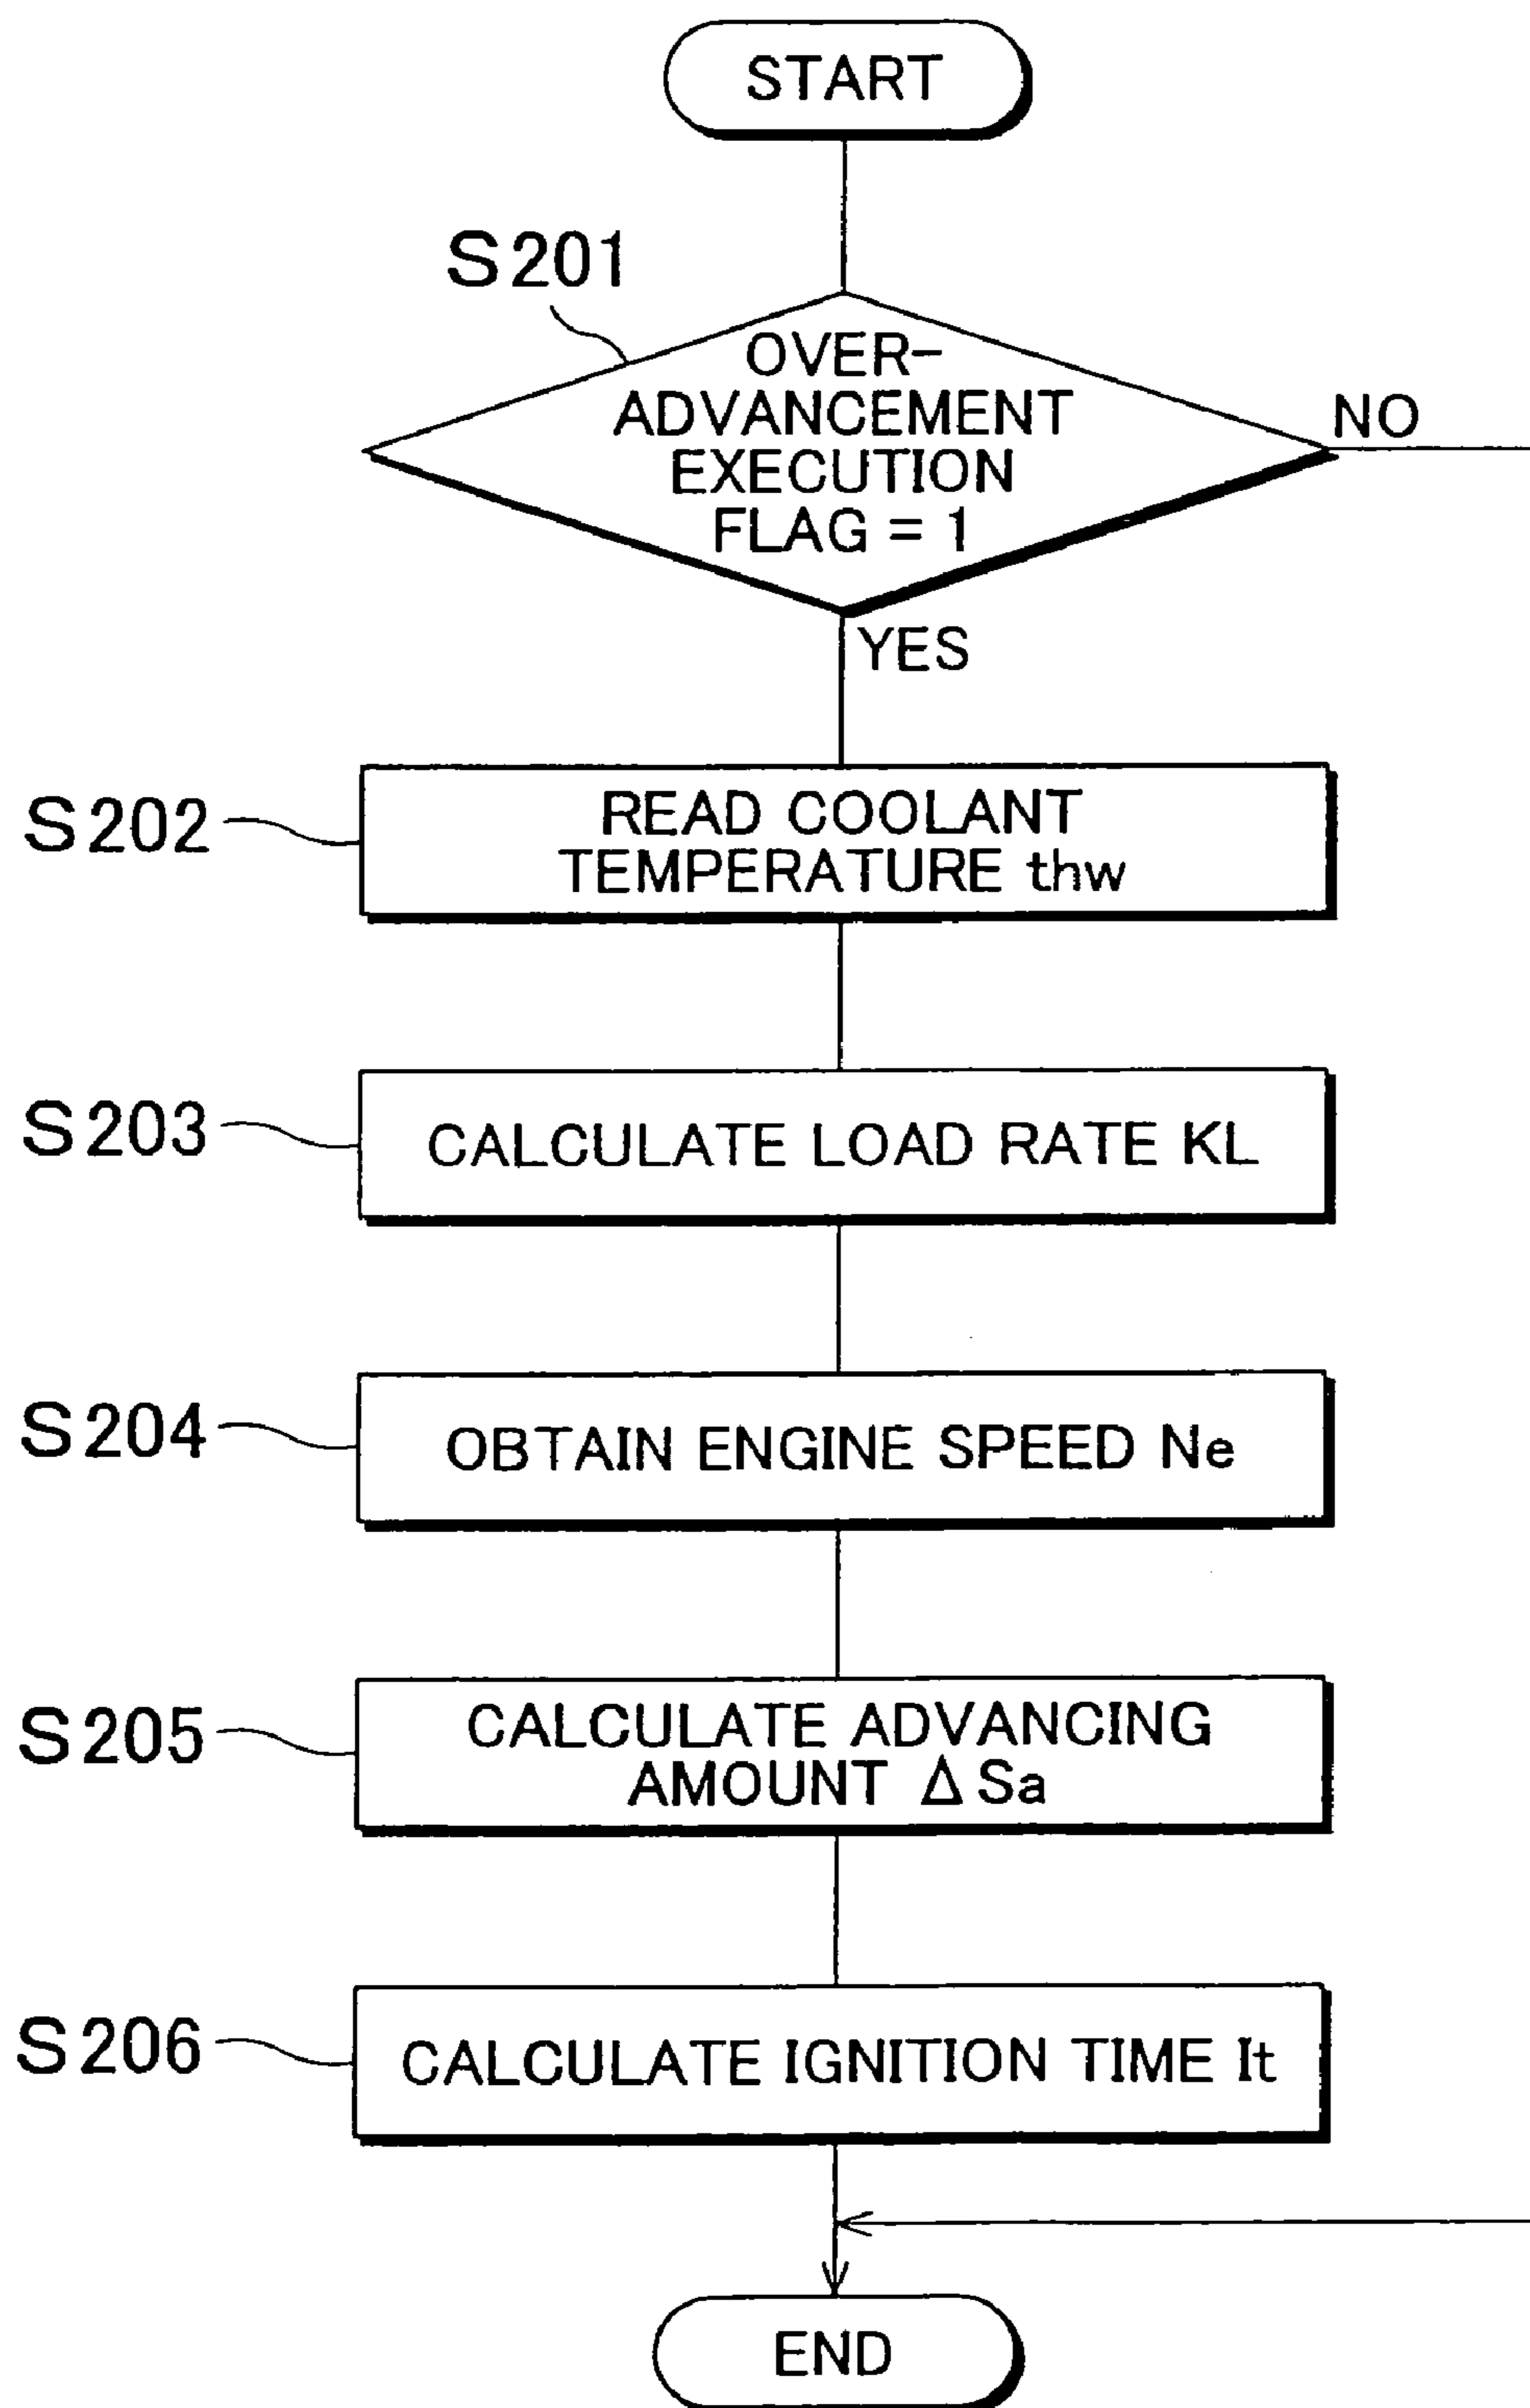 START
S201
OVER-
ADVANCEMENT
EXECUTION
FLAG = 1
NO
YES
S202
READ COOLANT
TEMPERATURE thw
S203
CALCULATE LOAD RATE KL
S204
OBTAIN ENGINE SPEED Ne
S205
CALCULATE ADVANCING
AMOUNT Δ Sa
S206
CALCULATE IGNITION TIME It
END